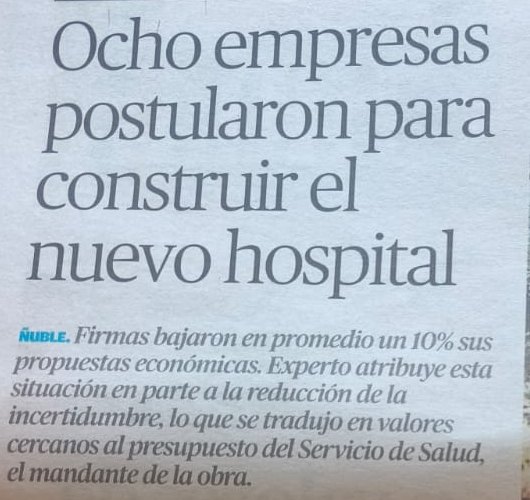 Ocho empresas
postularon para
construir el
nuevo hospital
ÑUBLE. Firmas bajaron en promedio un 10% sus
propuestas económicas. Experto atribuye esta
situación en parte a la reducción de la
incertidumbre, lo que se tradujo en valores
cercanos al presupuesto del Servicio de Salud,
el mandante de la obra.